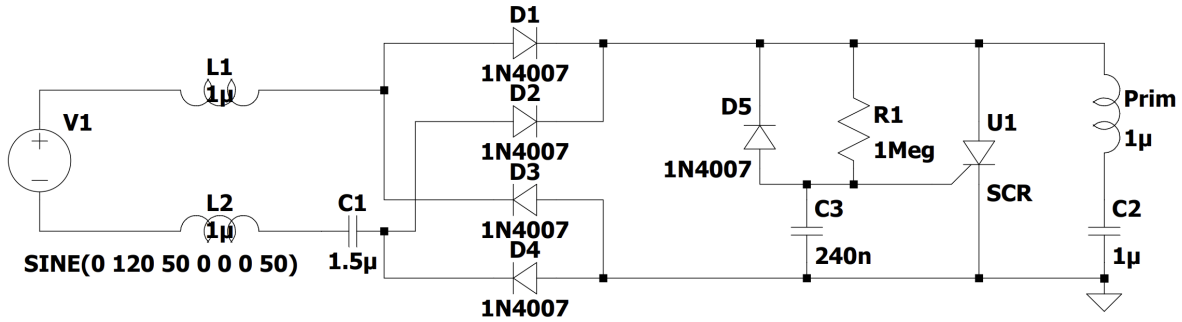 D1
1N4007
L1
1µ
D2
1N4007
V1
D5
1N4007
R1
1Meg
U1
SCR
Prim
1µ
D3
1N4007
L2
1µ
C1
1.5µ
SINE(0 120 50 0 0 0 50)
D4
1N4007
C3
240n
C2
1µ